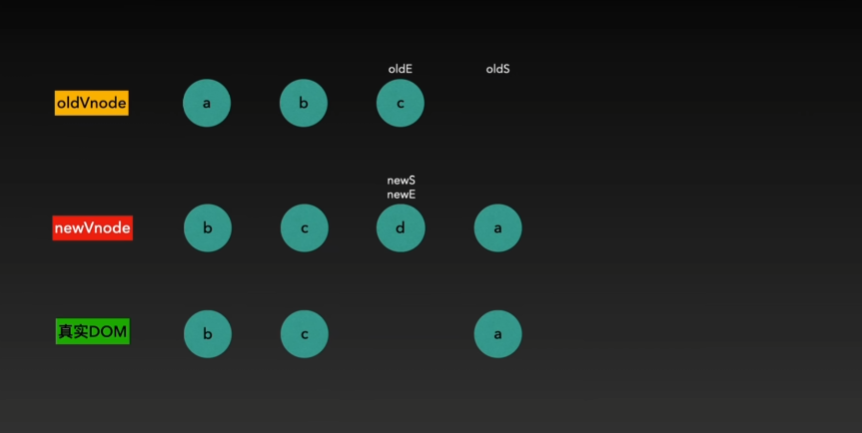 oldE oldS
oldVnode a b c
newS
newE
newVnode b c d a
真实DOM b c a